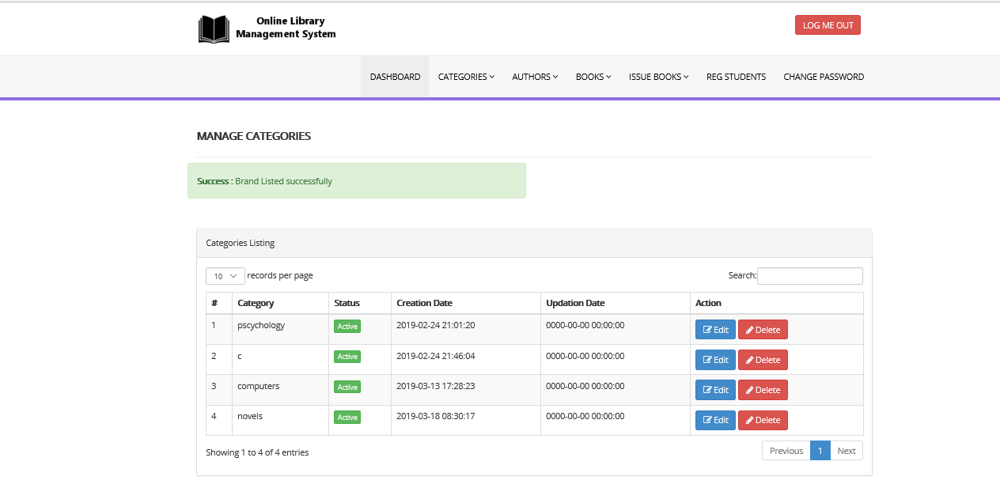 Online Library
Management System
LOG ME OUT
DASHBOARD CATEGORIES AUTHORS BOOKS ISSUE BOOKS REG STUDENTS CHANGE PASSWORD
MANAGE CATEGORIES
Success : Brand Listed successfully
Categories Listing
10 records per page Search:
# Category Status Creation Date Updation Date Action
1 pscychology Active 2019-02-24 21:01:20 0000-00-00 00:00:00 Edit Delete
2 c Active 2019-02-24 21:46:04 0000-00-00 00:00:00 Edit Delete
3 computers Active 2019-03-13 17:28:23 0000-00-00 00:00:00 Edit Delete
4 novels Active 2019-03-18 08:30:17 0000-00-00 00:00:00 Edit Delete
Showing 1 to 4 of 4 entries Previous 1 Next